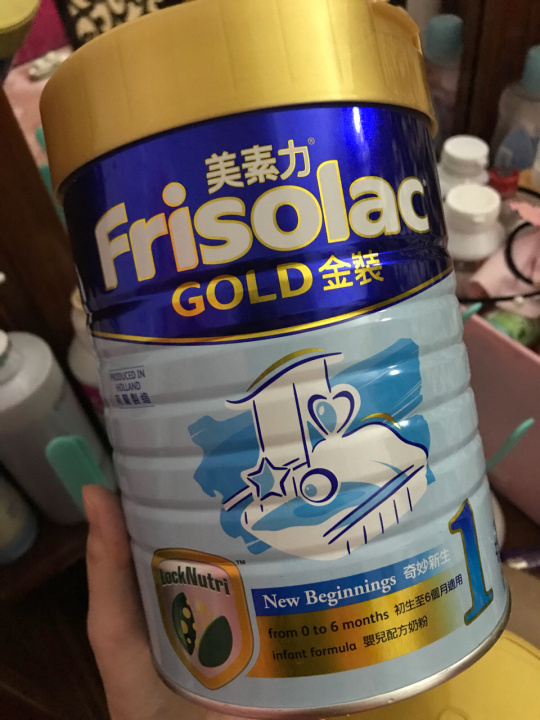 美素力®
Frisolac™
GOLD 金裝
PRODUCED IN
HOLLAND
荷蘭製造
LockNutri™
New Beginnings 奇妙新生
from 0 to 6 months 初生至6個月適用
infant formula 嬰兒配方奶粉
1